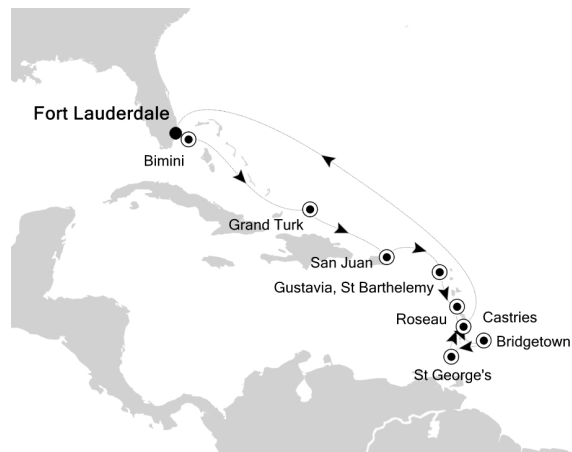 Fort Lauderdale
Bimini
Grand Turk
San Juan
Gustavia, St Barthelemy
Roseau
Castries
Bridgetown
St George's